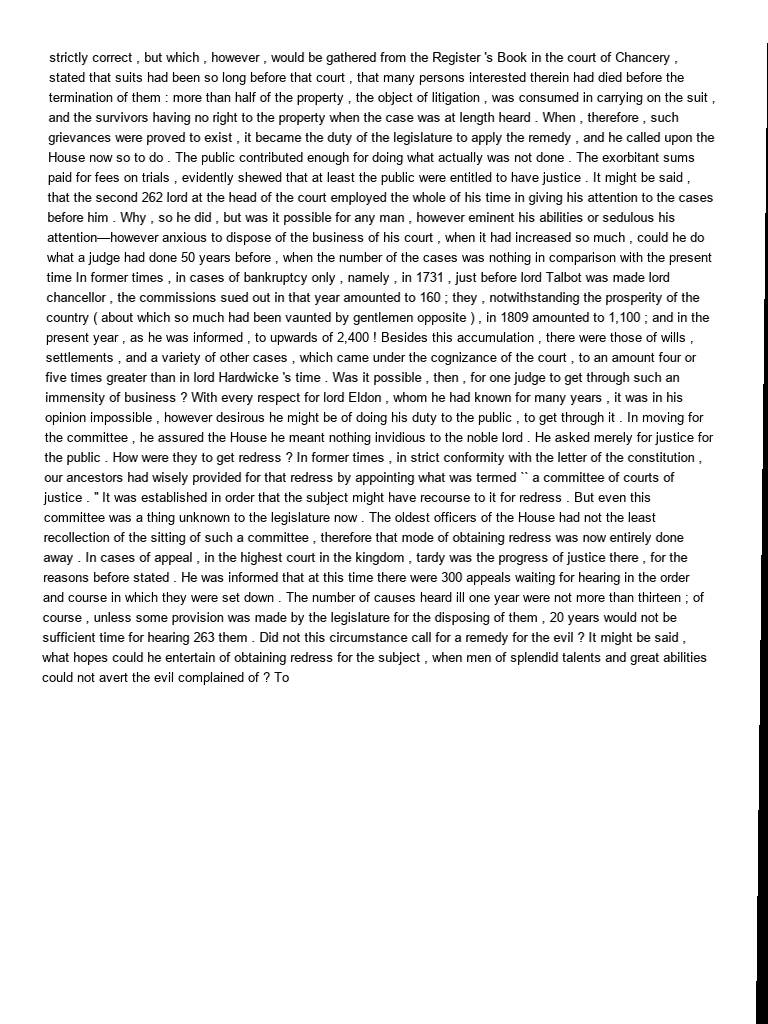 strictly correct , but which , however , would be gathered from the Register 's Book in the court of Chancery ,
stated that suits had been so long before that court , that many persons interested therein had died before the
termination of them : more than half of the property , the object of litigation , was consumed in carrying on the suit ,
and the survivors having no right to the property when the case was at length heard . When , therefore , such
grievances were proved to exist , it became the duty of the legislature to apply the remedy , and he called upon the
House now so to do . The public contributed enough for doing what actually was not done . The exorbitant sums
paid for fees on trials , evidently shewed that at least the public were entitled to have justice . It might be said ,
that the second 262 lord at the head of the court employed the whole of his time in giving his attention to the cases
before him . Why , so he did , but was it possible for any man , however eminent his abilities or sedulous his
attention—however anxious to dispose of the business of his court , when it had increased so much , could he do
what a judge had done 50 years before , when the number of the cases was nothing in comparison with the present
time In former times , in cases of bankruptcy only , namely , in 1731 , just before lord Talbot was made lord
chancellor , the commissions sued out in that year amounted to 160 ; they , notwithstanding the prosperity of the
country ( about which so much had been vaunted by gentlemen opposite ) , in 1809 amounted to 1,100 ; and in the
present year , as he was informed , to upwards of 2,400 ! Besides this accumulation , there were those of wills ,
settlements , and a variety of other cases , which came under the cognizance of the court , to an amount four or
five times greater than in lord Hardwicke 's time . Was it possible , then , for one judge to get through such an
immensity of business ? With every respect for lord Eldon , whom he had known for many years , it was in his
opinion impossible , however desirous he might be of doing his duty to the public , to get through it . In moving for
the committee , he assured the House he meant nothing invidious to the noble lord . He asked merely for justice for
the public . How were they to get redress ? In former times , in strict conformity with the letter of the constitution ,
our ancestors had wisely provided for that redress by appointing what was termed `` a committee of courts of
justice . '' It was established in order that the subject might have recourse to it for redress . But even this
committee was a thing unknown to the legislature now . The oldest officers of the House had not the least
recollection of the sitting of such a committee , therefore that mode of obtaining redress was now entirely done
away . In cases of appeal , in the highest court in the kingdom , tardy was the progress of justice there , for the
reasons before stated . He was informed that at this time there were 300 appeals waiting for hearing in the order
and course in which they were set down . The number of causes heard ill one year were not more than thirteen ; of
course , unless some provision was made by the legislature for the disposing of them , 20 years would not be
sufficient time for hearing 263 them . Did not this circumstance call for a remedy for the evil ? It might be said ,
what hopes could he entertain of obtaining redress for the subject , when men of splendid talents and great abilities
could not avert the evil complained of ? To